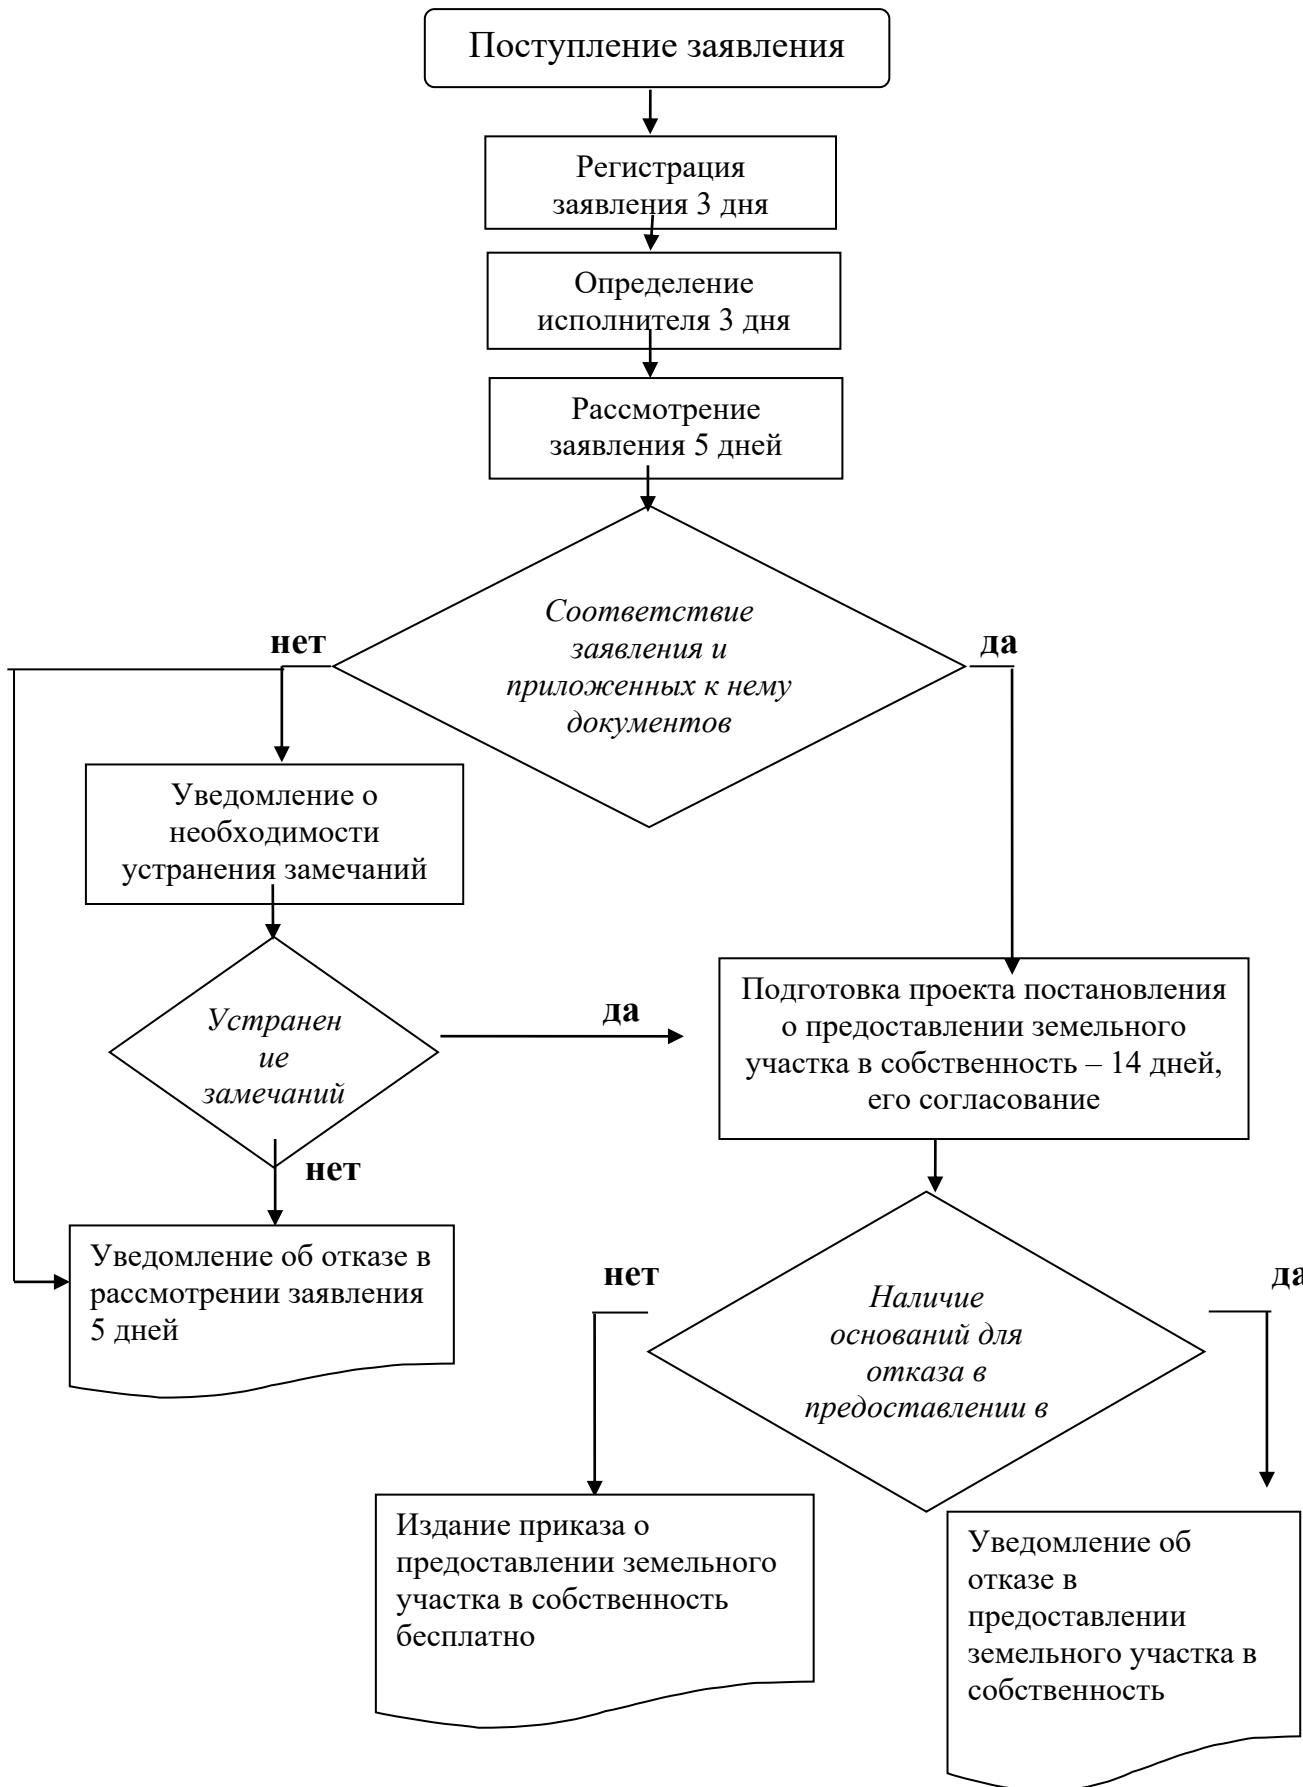 Поступление заявления
Регистрация
заявления 3 дня
Определение
исполнителя 3 дня
Рассмотрение
заявления 5 дней
Соответствие
заявления и
приложенных к нему
документов
нет
да
Уведомление о
необходимости
устранения замечаний
Устранен
ие
замечаний
да
нет
Подготовка проекта постановления
о предоставлении земельного
участка в собственность – 14 дней,
его согласование
Уведомление об отказе в
рассмотрении заявления
5 дней
нет
да
Наличие
оснований для
отказа в
предоставлении в
Издание приказа о
предоставлении земельного
участка в собственность
бесплатно
Уведомление об
отказе в
предоставлении
земельного участка в
собственность